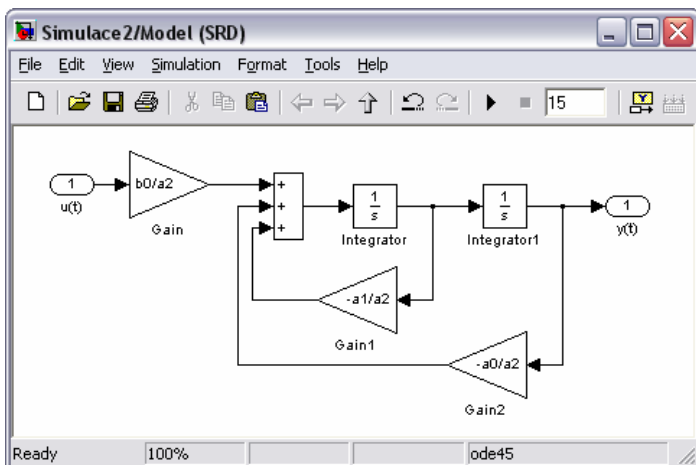 Simulace2/Model (SRD)
File Edit View Simulation Format Tools Help
15
1
u(t)
b0/a2
Gain
+
+
+
1
s
Integrator
1
s
Integrator1
1
y(t)
-a1/a2
Gain1
-a0/a2
Gain2
Ready 100% ode45